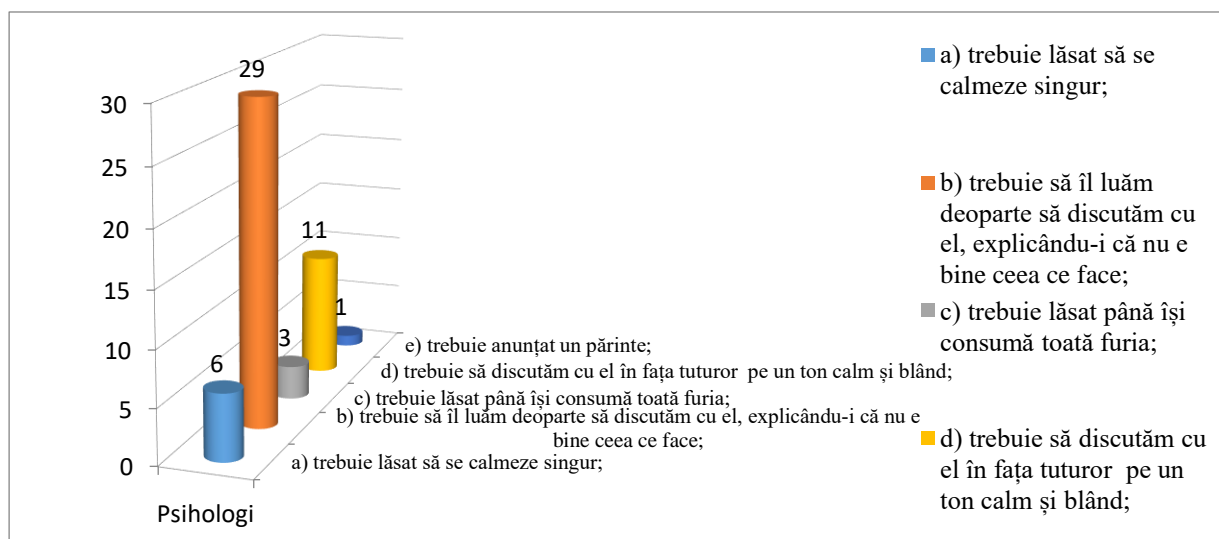 30
25
20
15
10
5
0
6
29
3
11
1
Psihologi
e) trebuie anunțat un părinte;
d) trebuie să discutăm cu el în fața tuturor  pe un ton calm și blând;
c) trebuie lăsat până își consumă toată furia;
b) trebuie să îl luăm deoparte să discutăm cu el, explicându-i că nu e
bine ceea ce face;
a) trebuie lăsat să se calmeze singur;
a) trebuie lăsat să se
calmeze singur;
b) trebuie să îl luăm
deoparte să discutăm cu
el, explicându-i că nu e
bine ceea ce face;
c) trebuie lăsat până își
consumă toată furia;
d) trebuie să discutăm cu
el în fața tuturor  pe un
ton calm și blând;